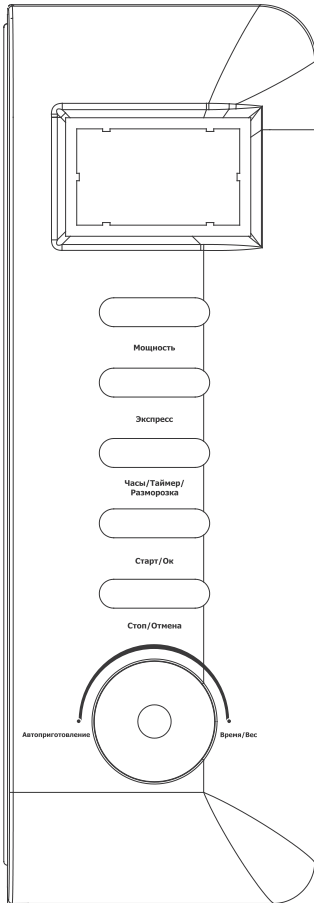 Мощность
Экспресс
Часы/Таймер/
Разморозка
Старт/Ок
Стоп/Отмена
Автоприготовление
Время/Вес